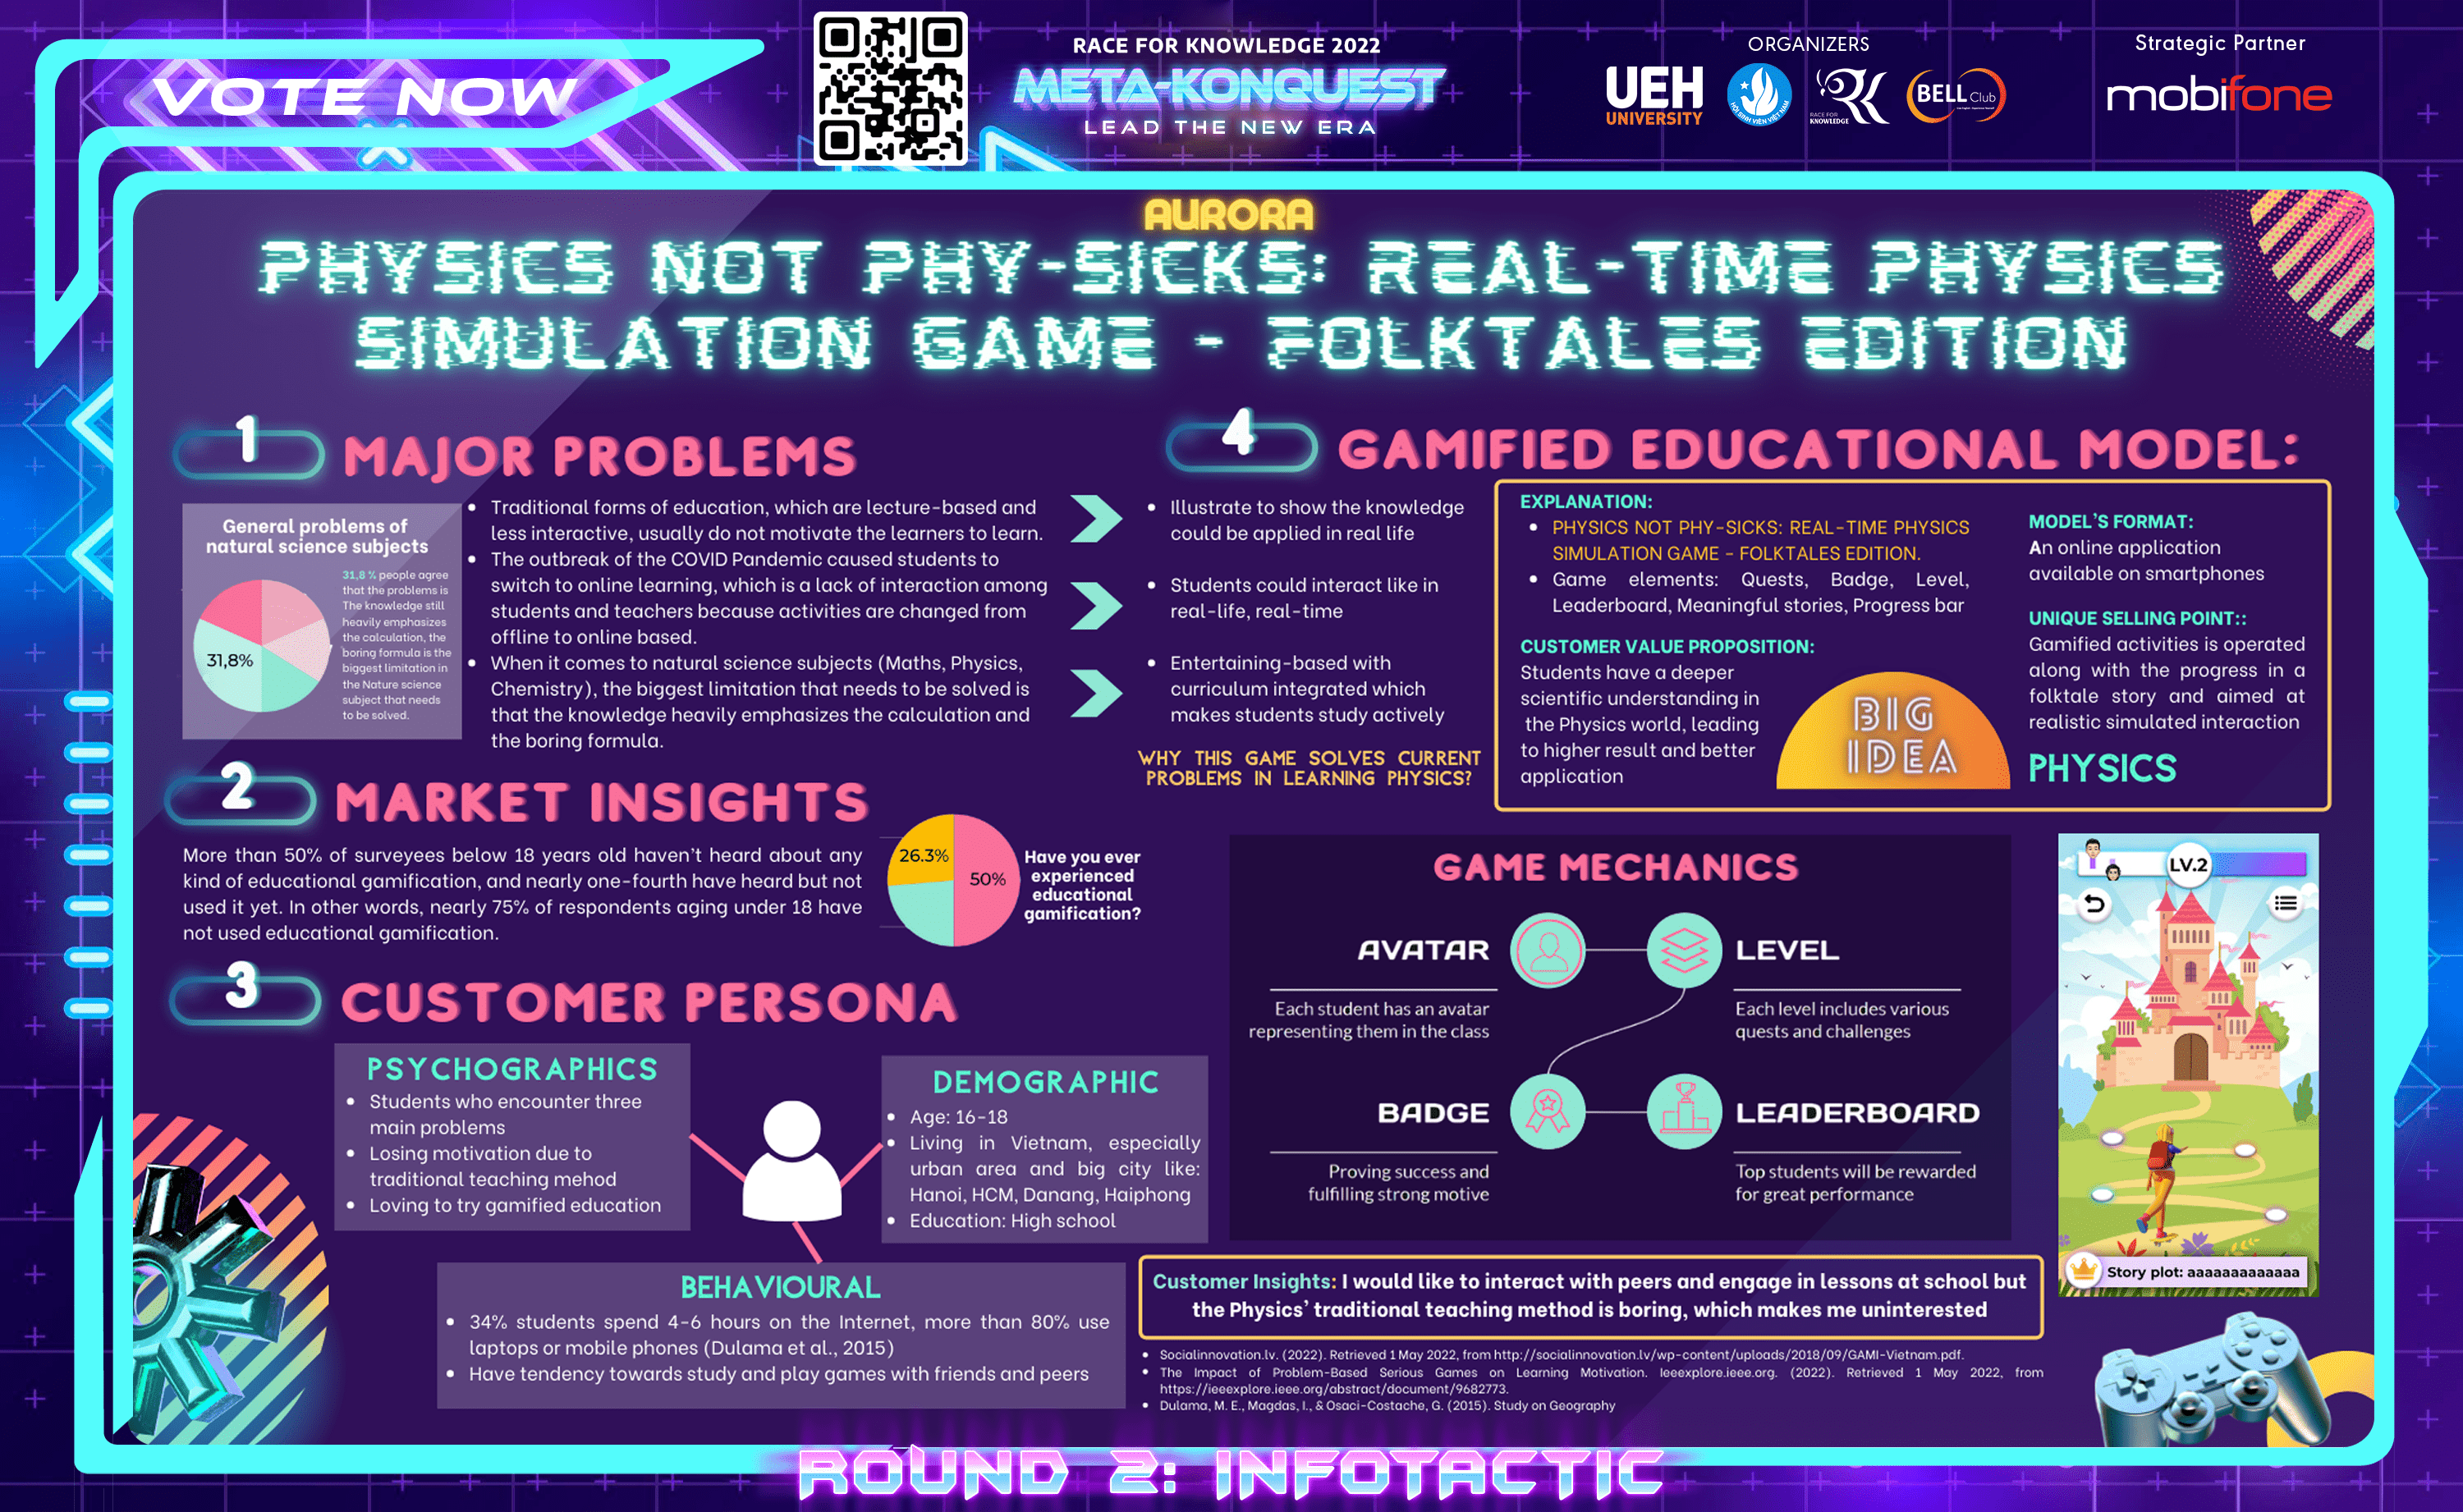 VOTE NOW
RACE FOR KNOWLEDGE 2022
META-KONQUEST
LEAD THE NEW ERA
ORGANIZERS
UEH
UNIVERSITY
HỘI SINH VIÊN VIỆT NAM
RACE FOR
KNOWLEDGE
BELL Club
Strategic Partner
mobifone
AURORA
PHYSICS NOT PHY-SICKS: REAL-TIME PHYSICS
SIMULATION GAME - FOLKTALES EDITION
1
MAJOR PROBLEMS
General problems of
natural science subjects
31,8%
31,8 % people agree
that the problems is
The knowledge still
heavily emphasizes
the calculation, the
boring formula is the
biggest limitation in
the Nature science
subject that needs
to be solved.
• Traditional forms of education, which are lecture-based and
less interactive, usually do not motivate the learners to learn.
• The outbreak of the COVID Pandemic caused students to
switch to online learning, which is a lack of interaction among
students and teachers because activities are changed from
offline to online based.
• When it comes to natural science subjects (Maths, Physics,
Chemistry), the biggest limitation that needs to be solved is
that the knowledge heavily emphasizes the calculation and
the boring formula.
2
MARKET INSIGHTS
More than 50% of surveyees below 18 years old haven't heard about any
kind of educational gamification, and nearly one-fourth have heard but not
used it yet. In other words, nearly 75% of respondents aging under 18 have
not used educational gamification.
26.3%
50%
Have you ever
experienced
educational
gamification?
3
CUSTOMER PERSONA
PSYCHOGRAPHICS
• Students who encounter three
main problems
• Losing motivation due to
traditional teaching mehod
• Loving to try gamified education
DEMOGRAPHIC
• Age: 16-18
• Living in Vietnam, especially
urban area and big city like:
Hanoi, HCM, Danang, Haiphong
• Education: High school
BEHAVIOURAL
• 34% students spend 4-6 hours on the Internet, more than 80% use
laptops or mobile phones (Dulama et al., 2015)
• Have tendency towards study and play games with friends and peers
4
GAMIFIED EDUCATIONAL MODEL:
• Illustrate to show the knowledge
could be applied in real life
• Students could interact like in
real-life, real-time
• Entertaining-based with
curriculum integrated which
makes students study actively
WHY THIS GAME SOLVES CURRENT
PROBLEMS IN LEARNING PHYSICS?
EXPLANATION:
• PHYSICS NOT PHY-SICKS: REAL-TIME PHYSICS
SIMULATION GAME - FOLKTALES EDITION.
• Game elements: Quests, Badge, Level,
Leaderboard, Meaningful stories, Progress bar
CUSTOMER VALUE PROPOSITION:
Students have a deeper
scientific understanding in
the Physics world, leading
to higher result and better
application
BIG
IDEA
MODEL'S FORMAT:
An online application
available on smartphones
UNIQUE SELLING POINT::
Gamified activities is operated
along with the progress in a
folktale story and aimed at
realistic simulated interaction
PHYSICS
GAME MECHANICS
AVATAR
Each student has an avatar
representing them in the class
LEVEL
Each level includes various
quests and challenges
BADGE
Proving success and
fulfilling strong motive
LEADERBOARD
Top students will be rewarded
for great performance
LV.2
Story plot: aaaaaaaaaaaaa
Customer Insights: I would like to interact with peers and engage in lessons at school but
the Physics' traditional teaching method is boring, which makes me uninterested
• Socialinnovation.lv. (2022). Retrieved 1 May 2022, from http://socialinnovation.lv/wp-content/uploads/2018/09/GAMI-Vietnam.pdf.
• The Impact of Problem-Based Serious Games on Learning Motivation. Ieeexplore.ieee.org. (2022). Retrieved 1 May 2022, from
https://ieeexplore.ieee.org/abstract/document/9682773.
• Dulama, M. E., Magdas, I., & Osaci-Costache, G. (2015). Study on Geography
ROUND 2: INFOTACTIC